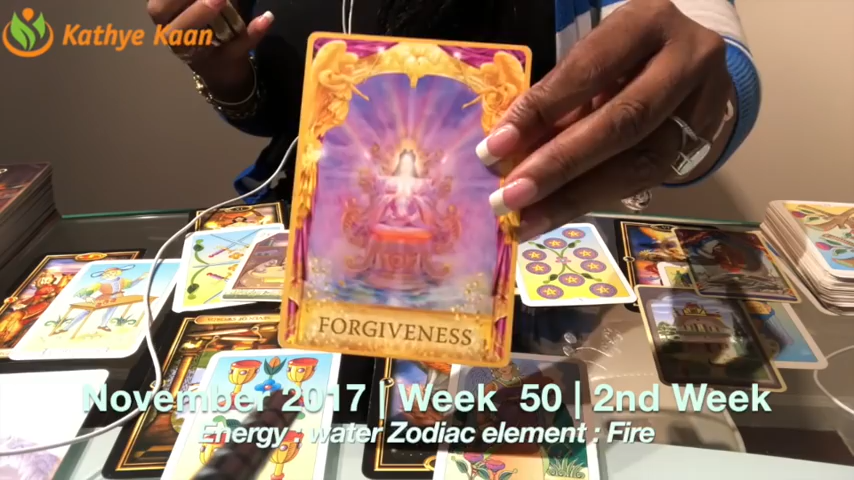 Kathye Kaan
FORGIVENESS
November 2017 | Week 50 | 2nd Week
Energy : water Zodiac element : Fire